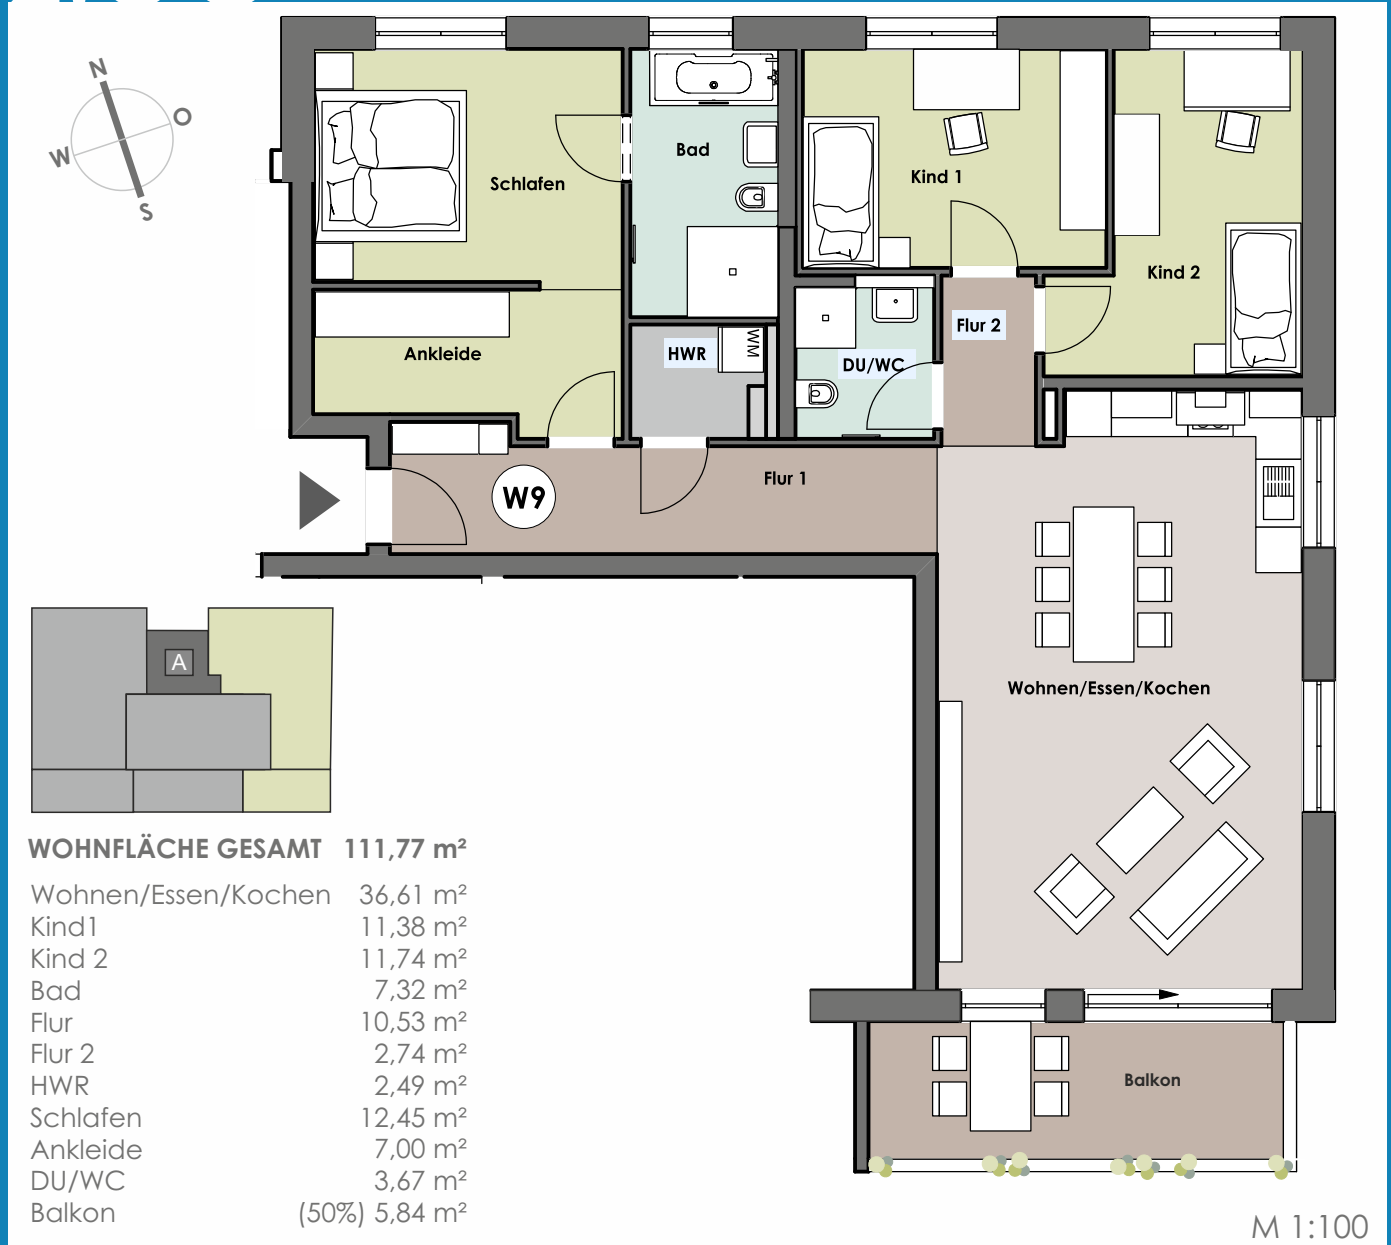 N
O
W
S
Schlafen
Bad
Kind 1
Kind 2
Ankleide
HWR
WM
DU/WC
Flur 2
Flur 1
W9
A
Wohnen/Essen/Kochen
Balkon
WOHNFLÄCHE GESAMT 111,77 m²
Wohnen/Essen/Kochen 36,61 m²
Kind1 11,38 m²
Kind 2 11,74 m²
Bad 7,32 m²
Flur 10,53 m²
Flur 2 2,74 m²
HWR 2,49 m²
Schlafen 12,45 m²
Ankleide 7,00 m²
DU/WC 3,67 m²
Balkon (50%) 5,84 m²
M 1:100